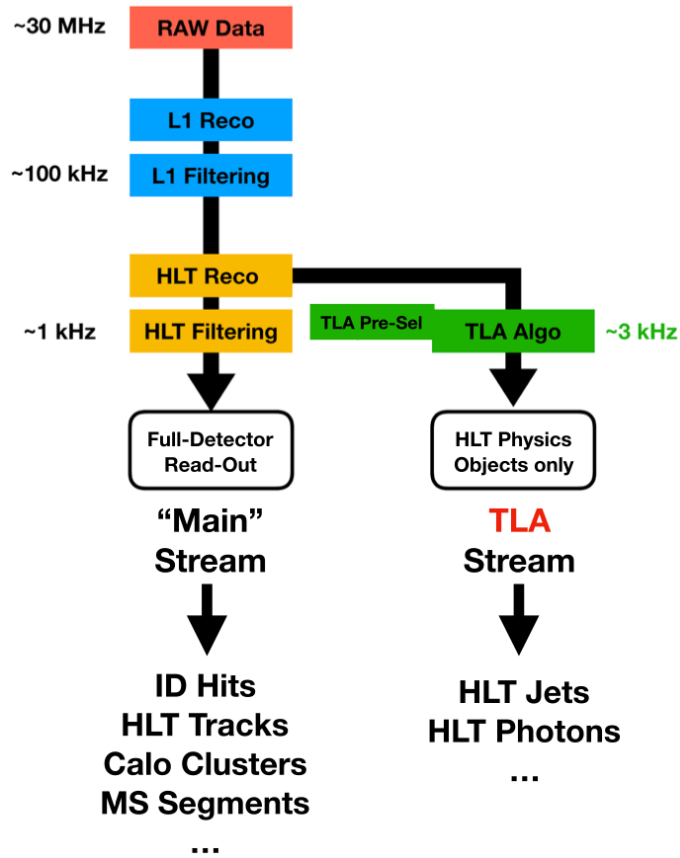 ~30 MHz
RAW Data
L1 Reco
~100 kHz
L1 Filtering
HLT Reco
~1 kHz
HLT Filtering
TLA Pre-Sel
TLA Algo
~3 kHz
Full-Detector
Read-Out
HLT Physics
Objects only
“Main”
Stream
TLA
Stream
ID Hits
HLT Tracks
Calo Clusters
MS Segments
...
HLT Jets
HLT Photons
...